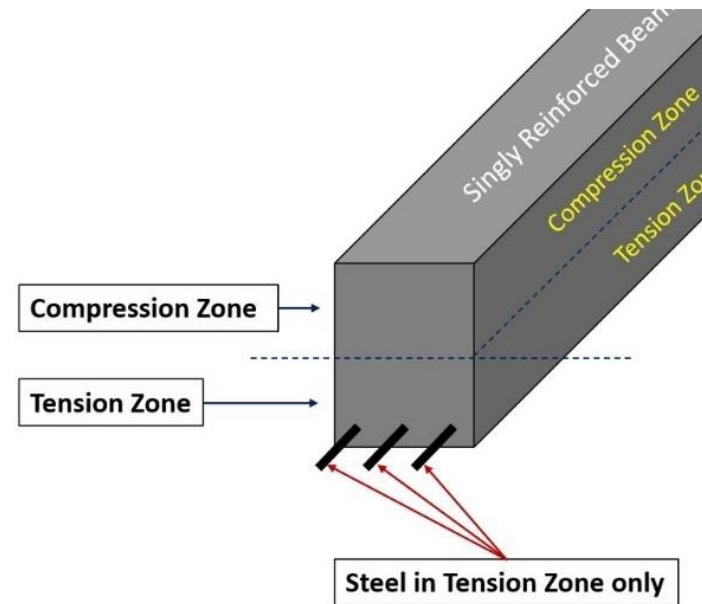 Singly Reinforced Beam
Compression Zone
Tension Zo
Compression Zone
Tension Zone
Steel in Tension Zone only